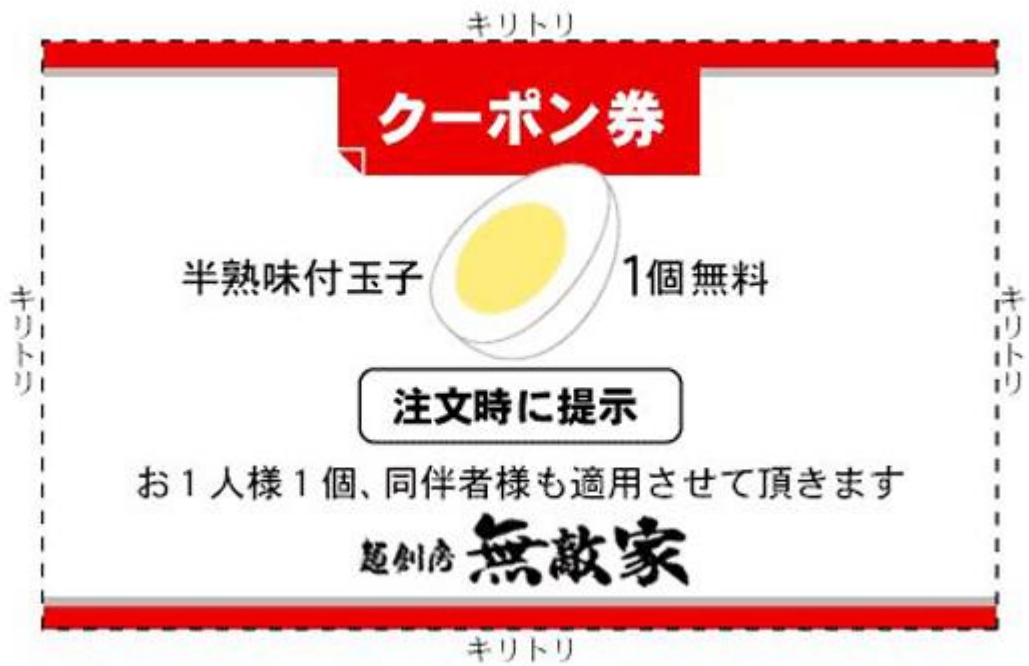 キリトリ
クーポン券
半熟味付玉子 1個無料
キリトリ
キリトリ
注文時に提示
お1人様1個、同伴者様も適用させて頂きます
麺創房 無敵家
キリトリ